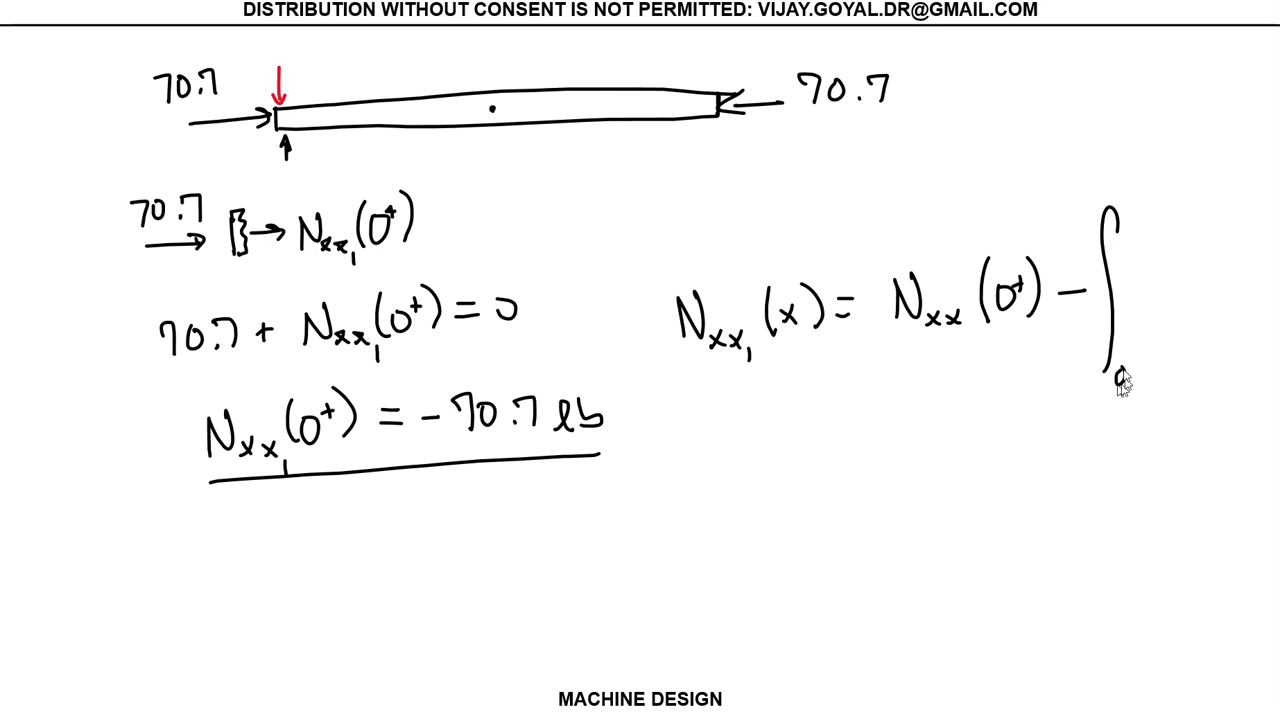 DISTRIBUTION WITHOUT CONSENT IS NOT PERMITTED: VIJAY.GOYAL.DR@GMAIL.COM
70.7
70.7
70.7
→ Nxx₁(0⁺)
70.7 + Nxx₁(0⁺) = 0
Nxx₁(x) = Nxx(0⁺) − ∫₀
Nxx₁(0⁺) = −70.7 lb
MACHINE DESIGN